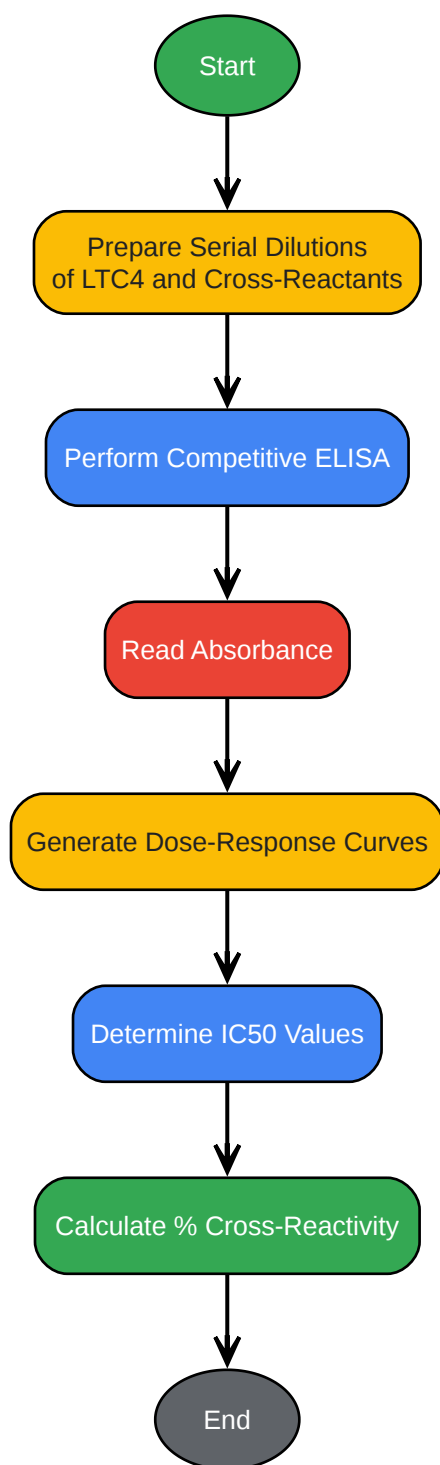 Start
Prepare Serial Dilutions
of LTC4 and Cross-Reactants
Perform Competitive ELISA
Read Absorbance
Generate Dose-Response Curves
Determine IC50 Values
Calculate % Cross-Reactivity
End